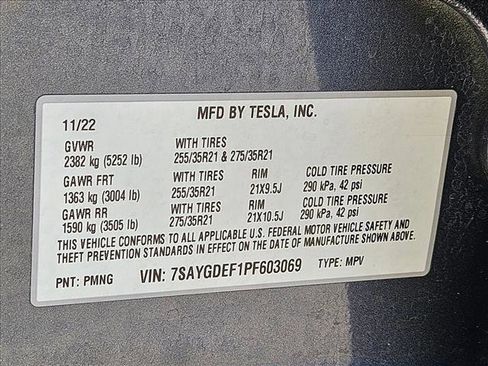 MFD BY TESLA, INC.
11/22
GVWR WITH TIRES
2382 kg (5252 lb) 255/35R21 & 275/35R21
GAWR FRT WITH TIRES RIM COLD TIRE PRESSURE
1363 kg (3004 lb) 255/35R21 21X9.5J 290 kPa, 42 psi
GAWR RR WITH TIRES RIM COLD TIRE PRESSURE
1590 kg (3505 lb) 275/35R21 21X10.5J 290 kPa, 42 psi
THIS VEHICLE CONFORMS TO ALL APPLICABLE U.S. FEDERAL MOTOR VEHICLE SAFETY AND
THEFT PREVENTION STANDARDS IN EFFECT ON THE DATE OF MANUFACTURE SHOWN ABOVE.
PNT: PMNG VIN: 7SAYGDEF1PF603069 TYPE: MPV